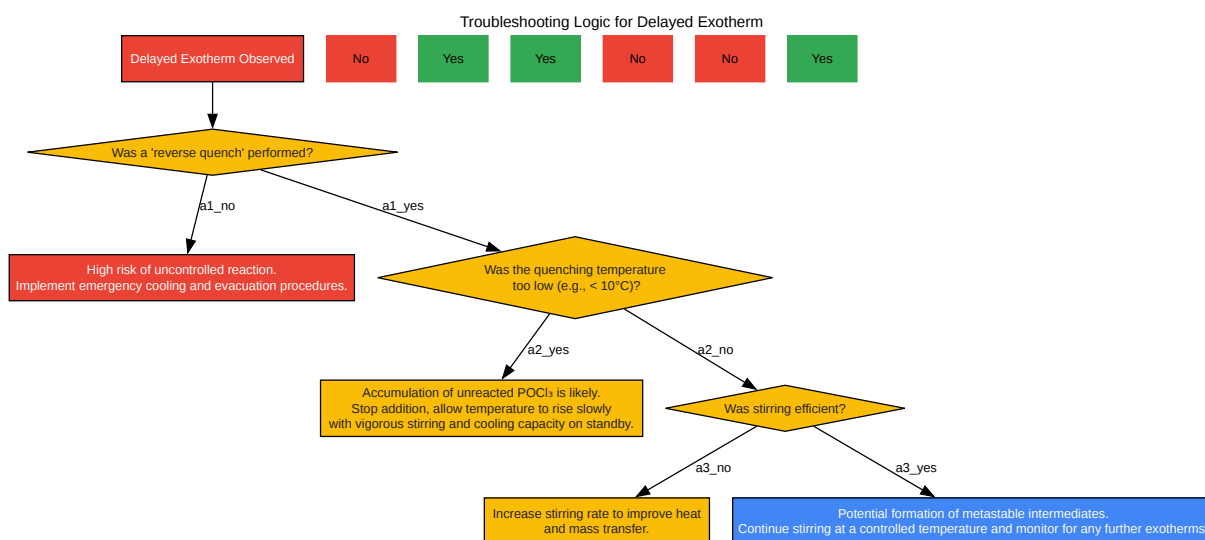 Troubleshooting Logic for Delayed Exotherm
Delayed Exotherm Observed
No
Yes
Yes
No
No
Yes
Was a 'reverse quench' performed?
a1_no
a1_yes
High risk of uncontrolled reaction.
Implement emergency cooling and evacuation procedures.
Was the quenching temperature
too low (e.g., < 10°C)?
a2_yes
a2_no
Accumulation of unreacted POCl₃ is likely.
Stop addition, allow temperature to rise slowly
with vigorous stirring and cooling capacity on standby.
Was stirring efficient?
a3_no
a3_yes
Increase stirring rate to improve heat
and mass transfer.
Potential formation of metastable intermediates.
Continue stirring at a controlled temperature and monitor for any further exotherms.